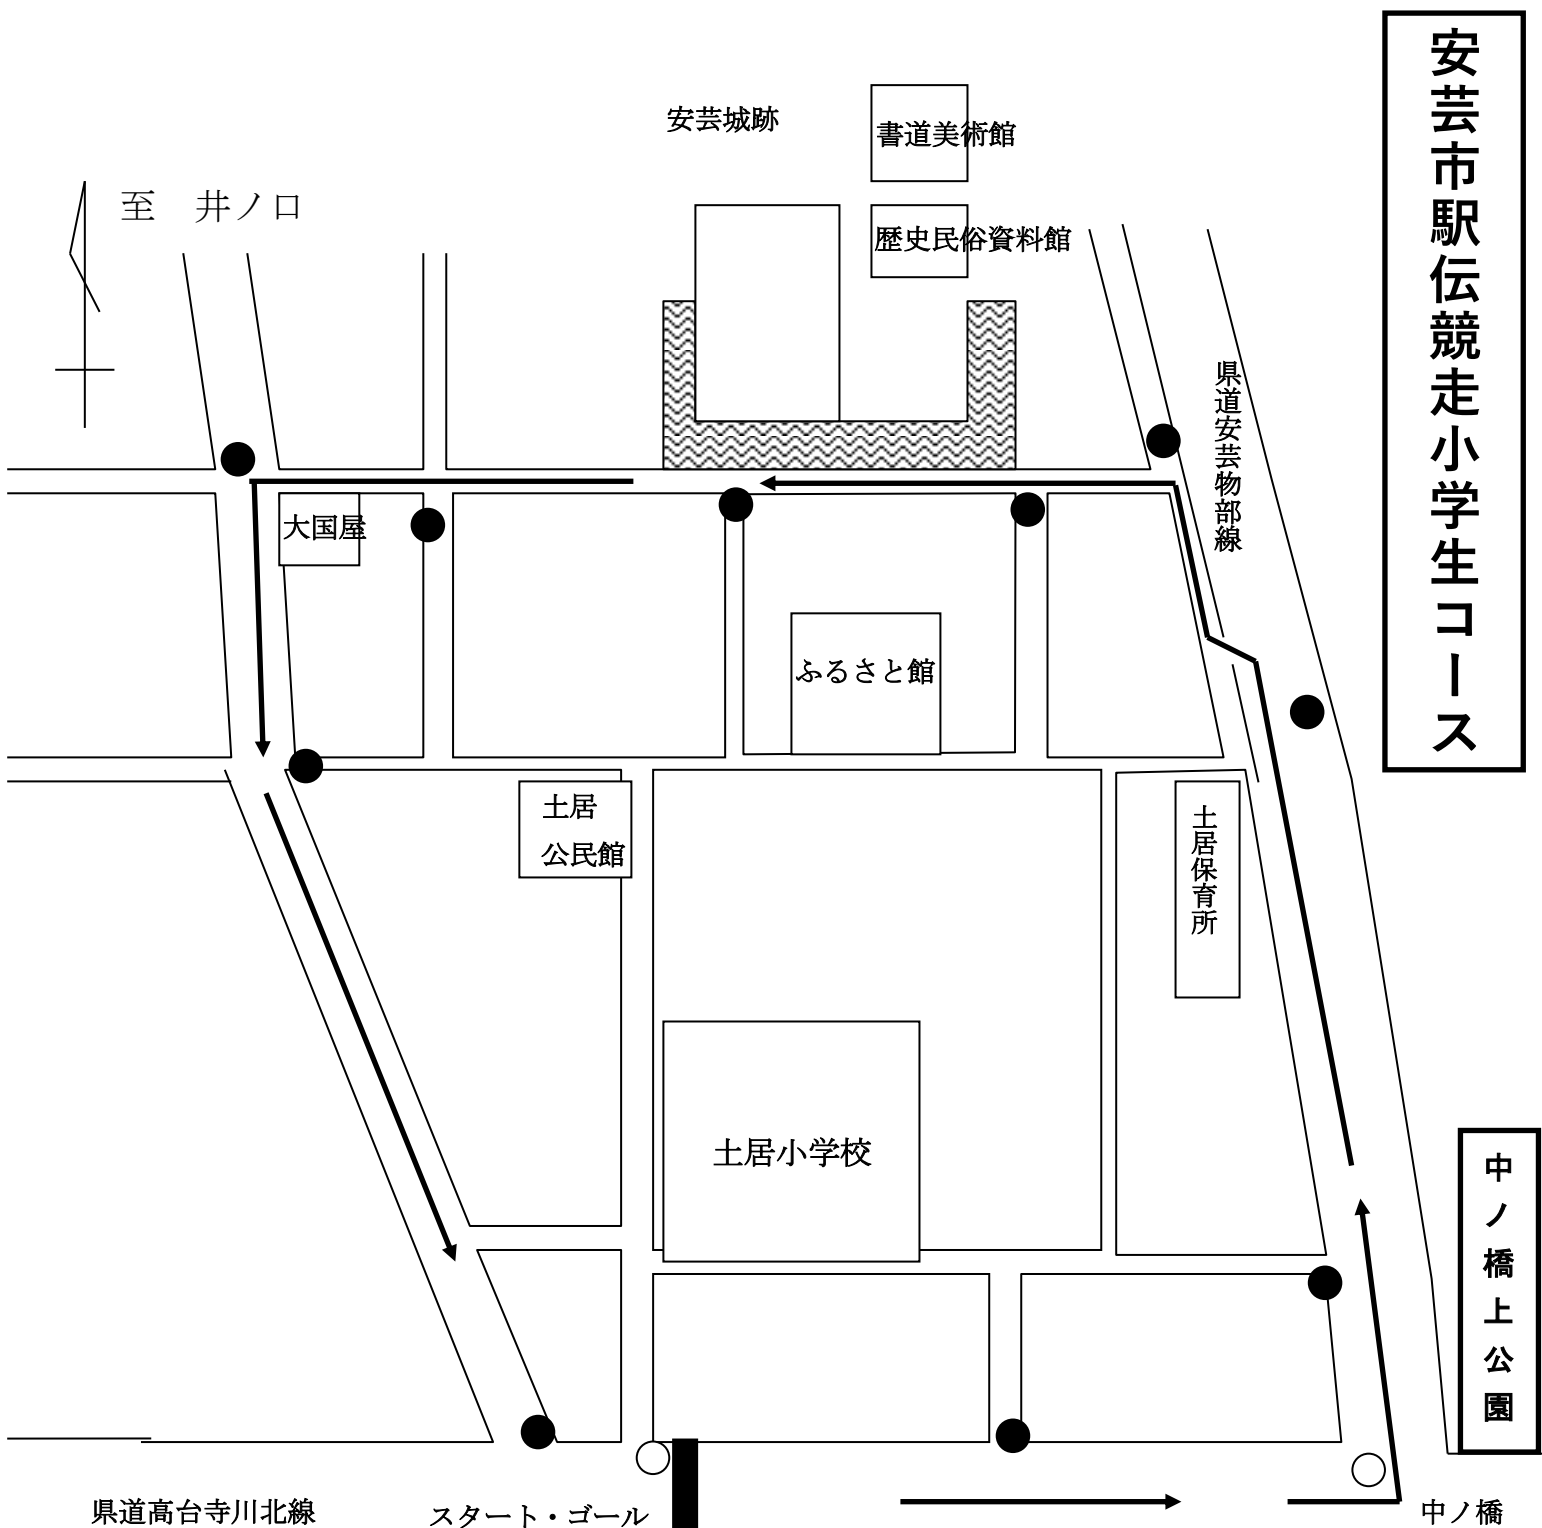 安芸市駅伝競走小学生コース
安芸城跡
書道美術館
至　井ノ口
歴史民俗資料館
県道安芸物部線
大国屋
ふるさと館
土居
公民館
土居保育所
土居小学校
中ノ橋上公園
県道高台寺川北線
スタート・ゴール
中ノ橋